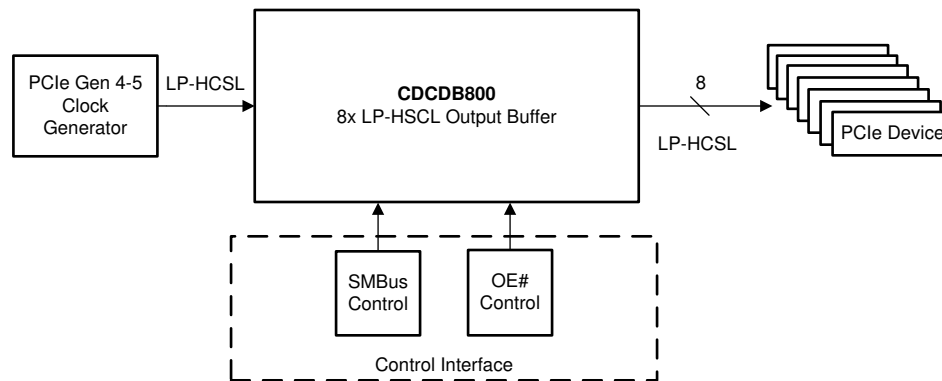 PCIe Gen 4-5
Clock
Generator
LP-HCSL
CDCDB800
8x LP-HSCL Output Buffer
8
LP-HCSL
PCIe Device
SMBus
Control
OE#
Control
Control Interface